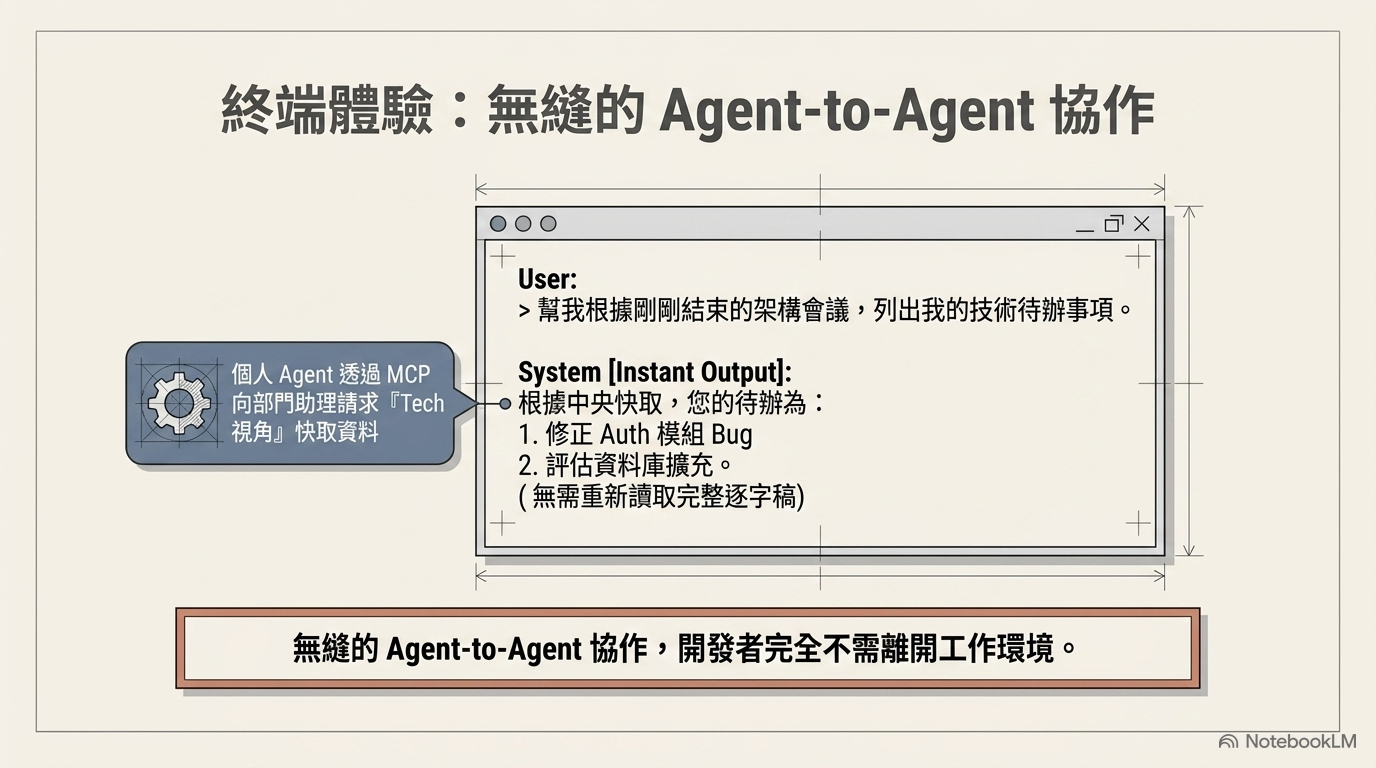 終端體驗：無縫的 Agent-to-Agent 協作
User:
> 幫我根據剛剛結束的架構會議，列出我的技術待辦事項。
個人 Agent 透過 MCP
向部門助理請求『Tech
視角』快取資料
System [Instant Output]:
根據中央快取，您的待辦為：
1. 修正 Auth 模組 Bug
2. 評估資料庫擴充。
( 無需重新讀取完整逐字稿)
無縫的 Agent-to-Agent 協作，開發者完全不需離開工作環境。
NotebookLM